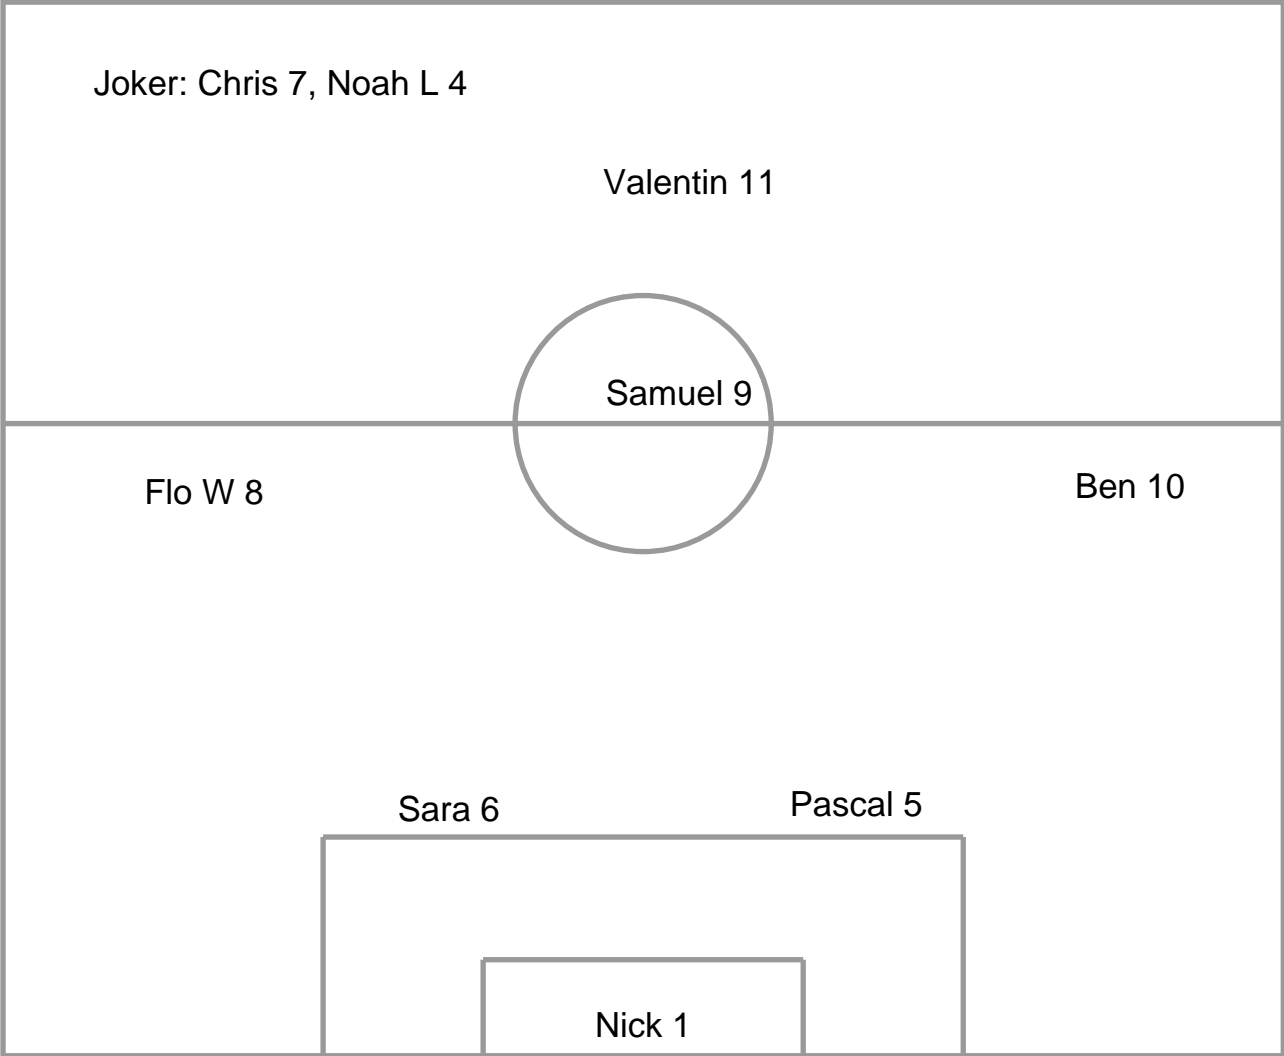 Joker: Chris 7, Noah L 4
Valentin 11
Samuel 9
Flo W 8
Ben 10
Sara 6
Pascal 5
Nick 1